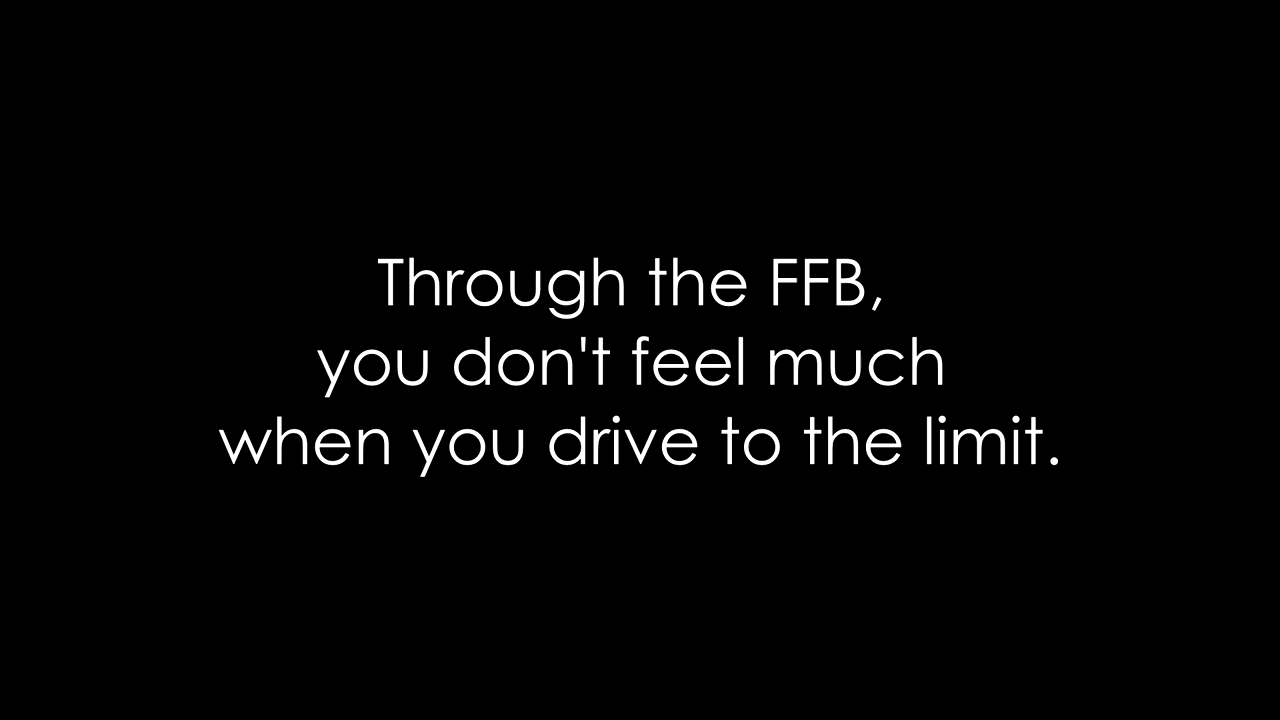 Through the FFB,
you don't feel much
when you drive to the limit.